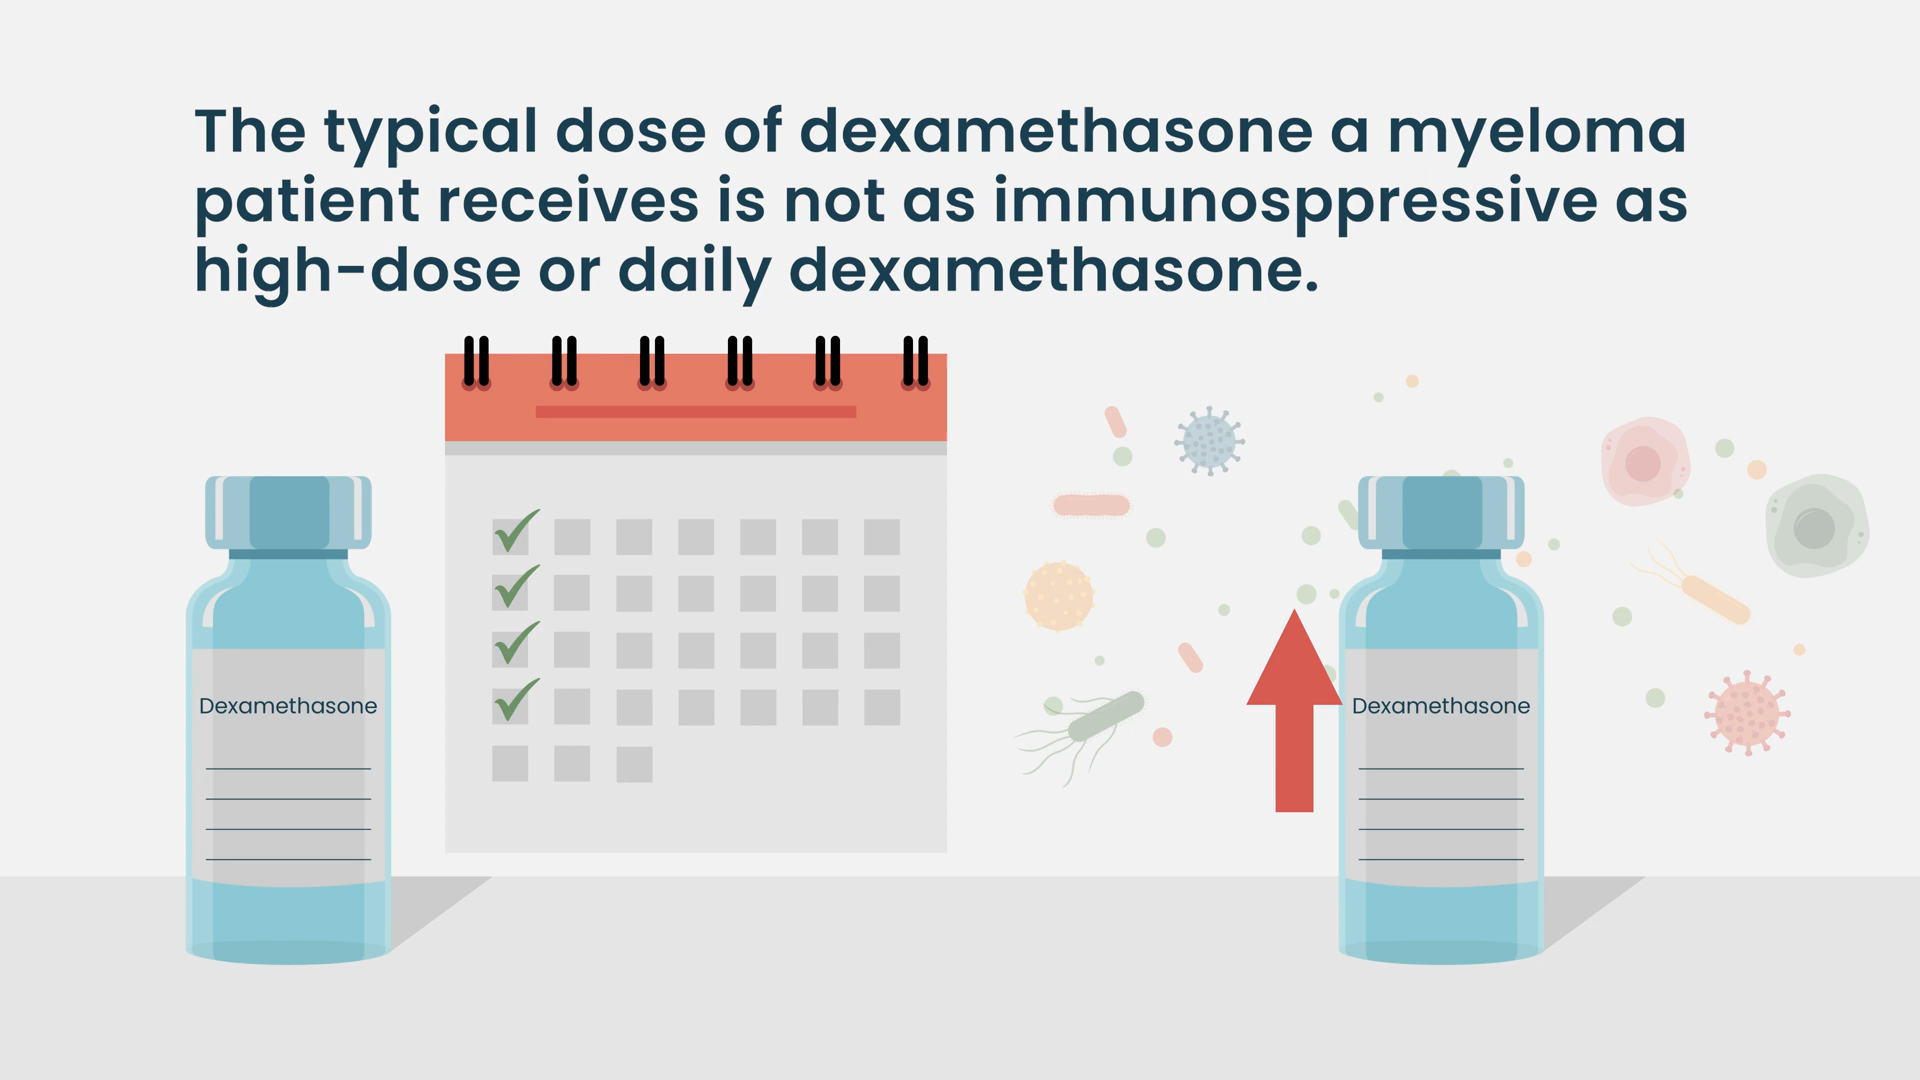 The typical dose of dexamethasone a myeloma
patient receives is not as immunosppressive as
high-dose or daily dexamethasone.
Dexamethasone
Dexamethasone